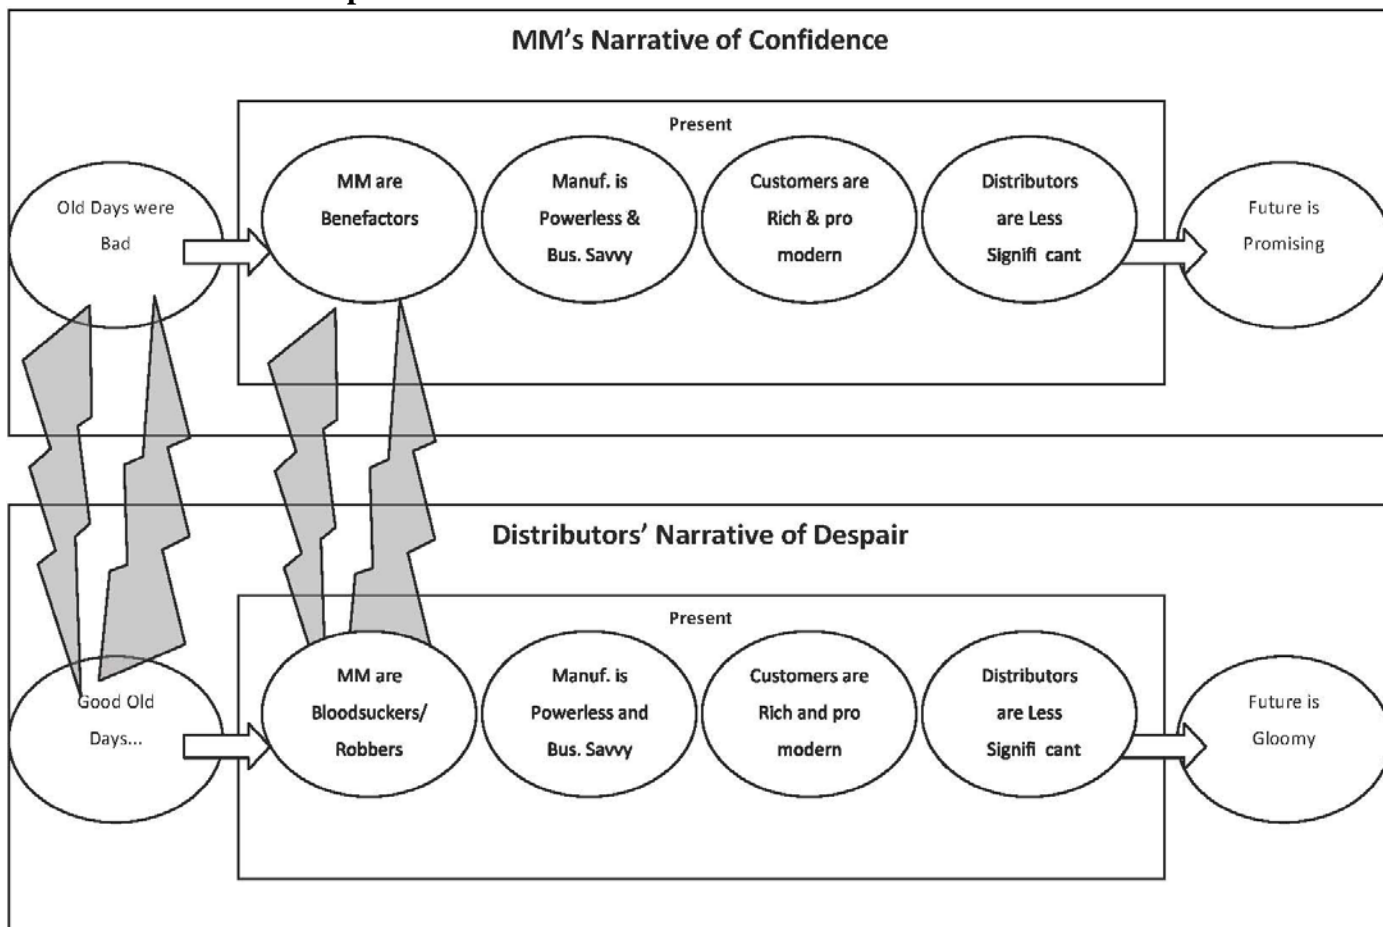 MM's Narrative of Confidence
Present
Old Days were
Bad
MM are
Benefactors
Manuf. is
Powerless &
Bus. Savvy
Customers are
Rich & pro
modern
Distributors
are Less
Signifi cant
Future is
Promising
Distributors' Narrative of Despair
Present
Good Old
Days...
MM are
Bloodsuckers/
Robbers
Manuf. is
Powerless and
Bus. Savvy
Customers are
Rich and pro
modern
Distributors
are Less
Signifi cant
Future is
Gloomy